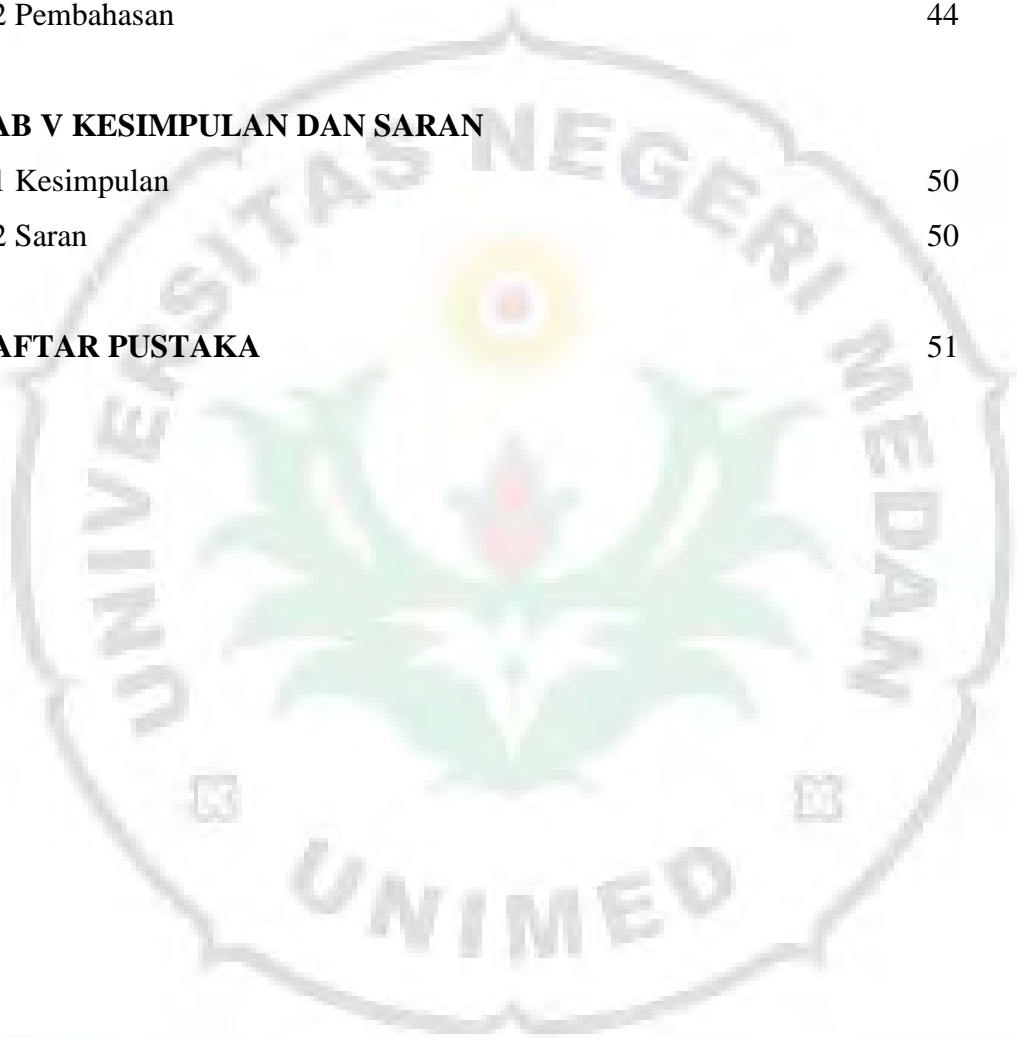 2 Pembahasan 44
AB V KESIMPULAN DAN SARAN
1 Kesimpulan 50
2 Saran 50
AFTAR PUSTAKA 51
UNIVERSITAS NEGERI MEDAN
UNIMED